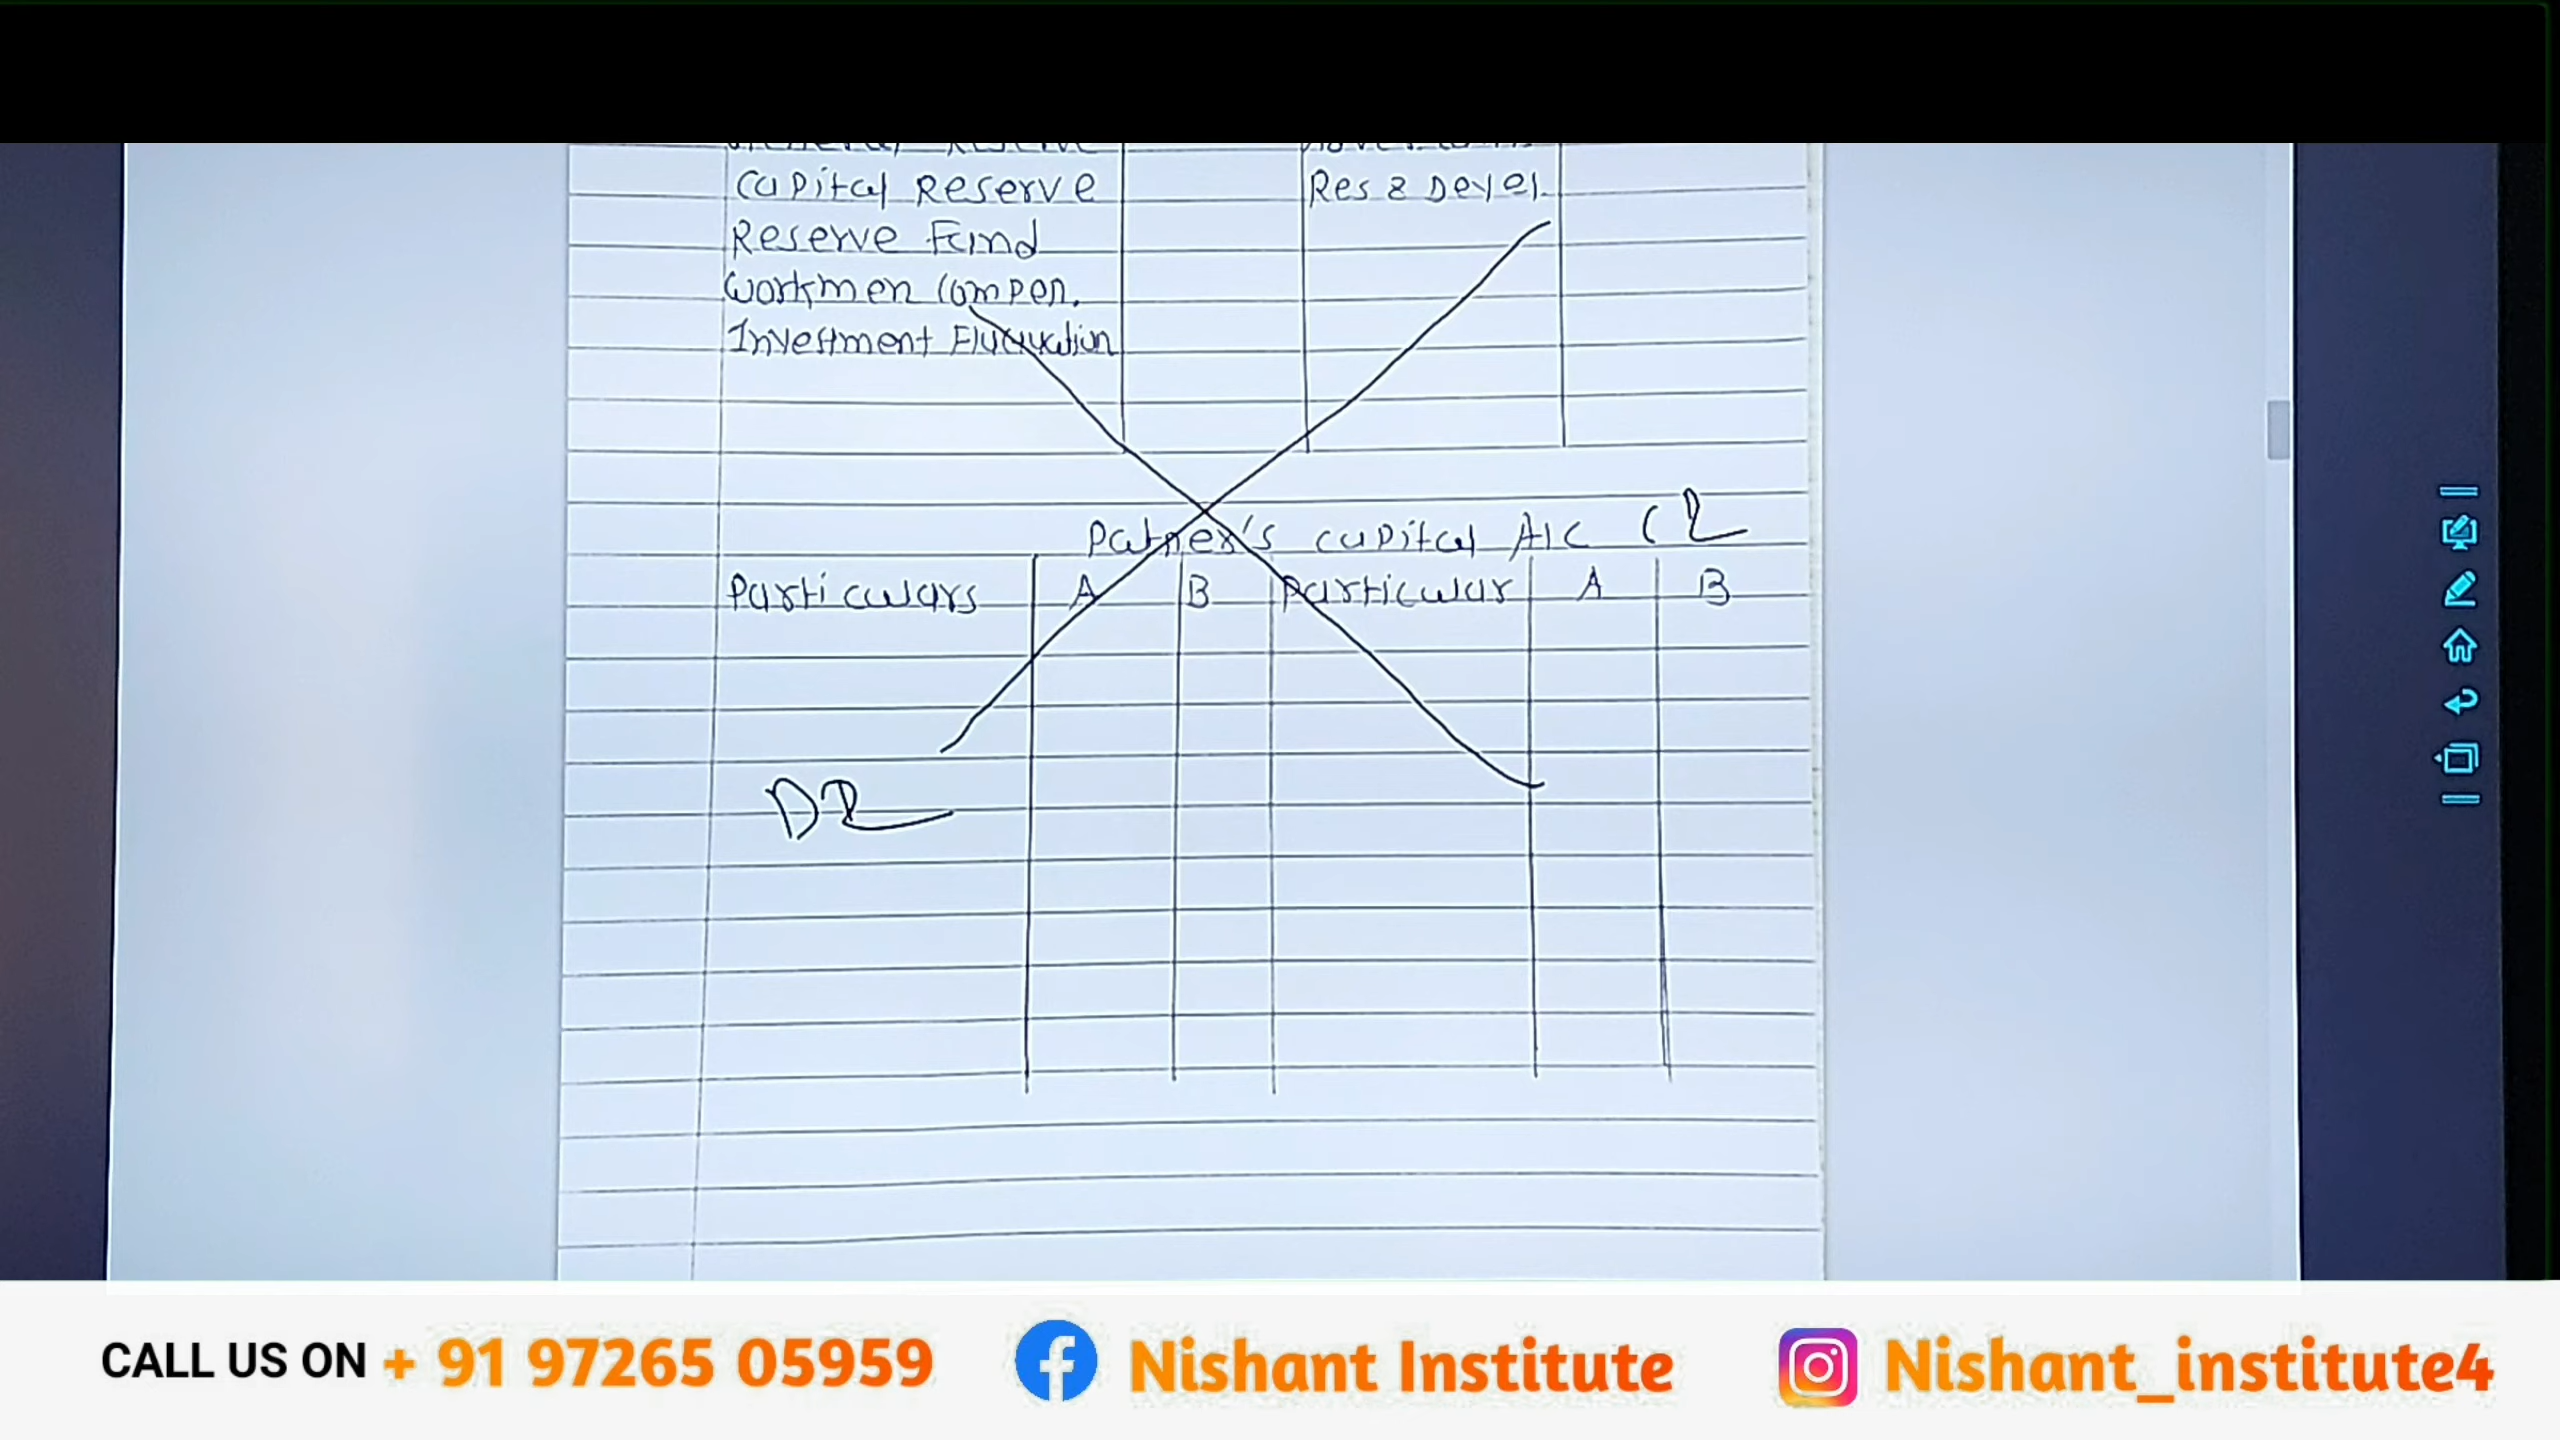 Capital Reserve
Res & Devel.
Reserve Fund
Workmen Compen.
Investment Fluctuation
Patner's capital A/C
CR
Particulars A B Particular A B
DR
CALL US ON + 91 97265 05959
Nishant Institute
Nishant_institute4